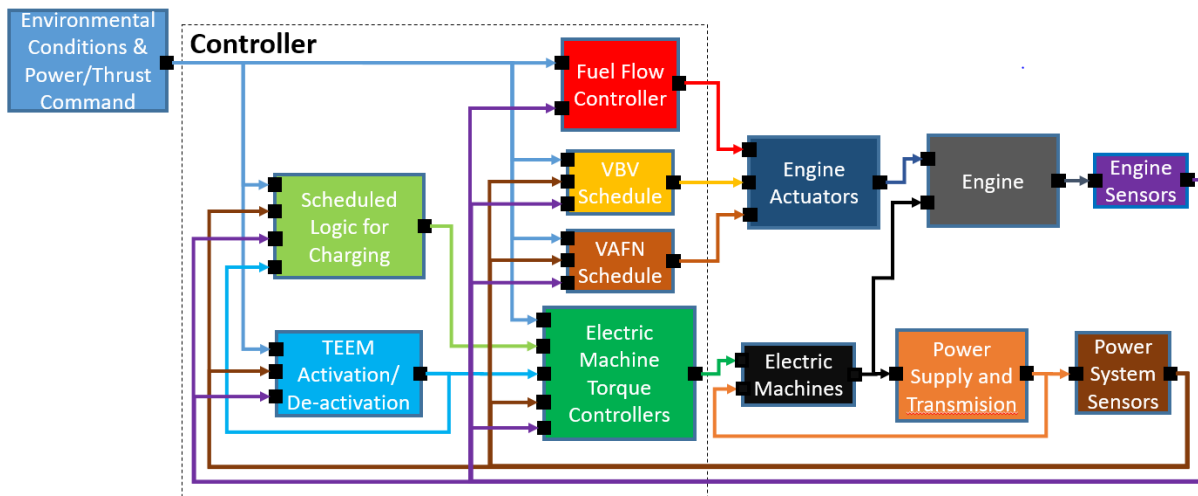 Environmental
Conditions &
Power/Thrust
Command
Controller
Fuel Flow
Controller
VBV
Schedule
Engine
Actuators
Engine
Engine
Sensors
Scheduled
Logic for
Charging
VAFN
Schedule
TEEM
Activation/
De-activation
Electric
Machine
Torque
Controllers
Electric
Machines
Power
Supply and
Transmision
Power
System
Sensors